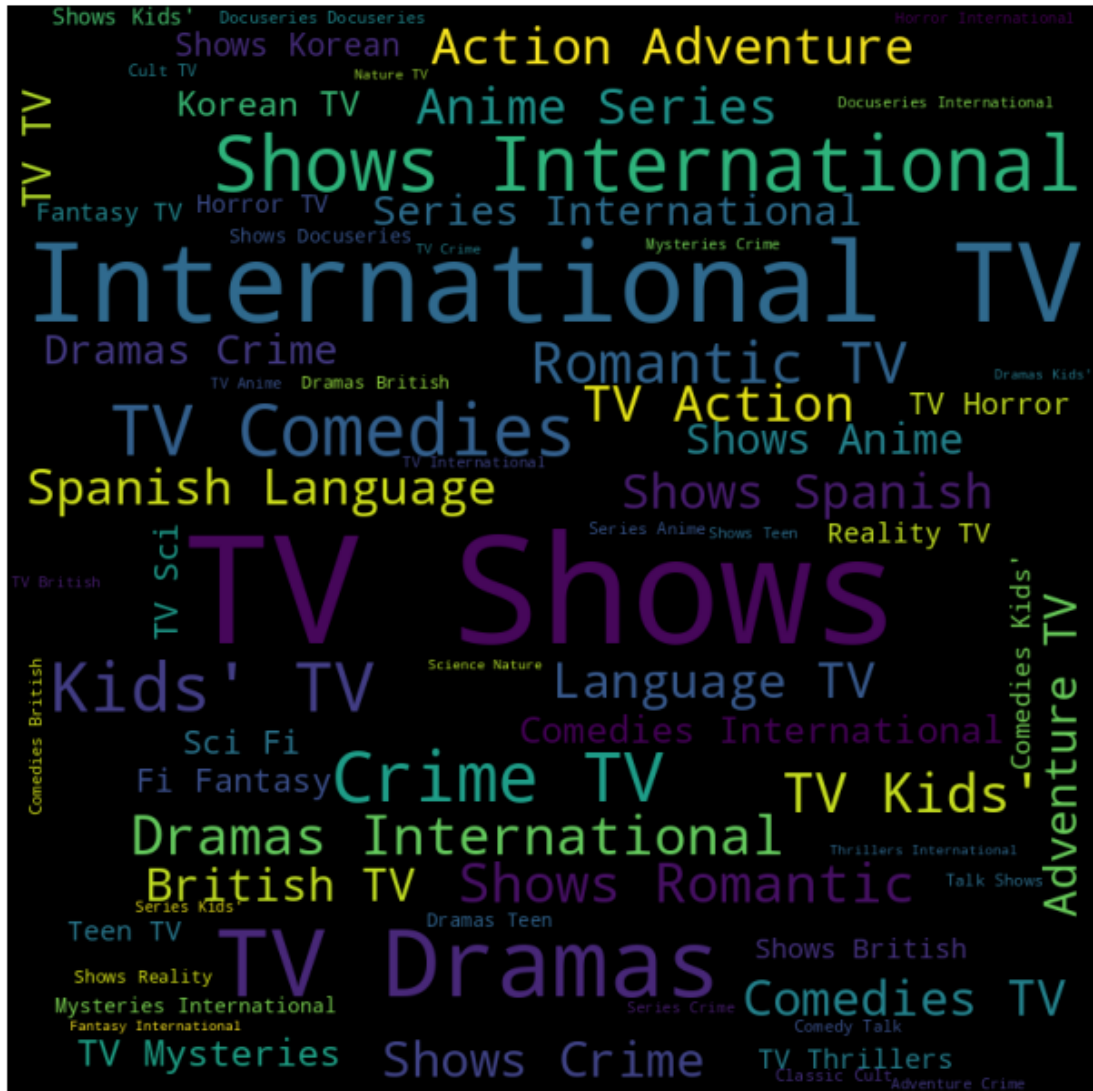 Shows Kids'
Docuseries Docuseries
Horror International
Shows Korean
Action Adventure
Cult TV
Nature TV
TV TV
Korean TV
Anime Series
Docuseries International
Shows International
Fantasy TV
Horror TV
Series International
Shows Docuseries
TV Crime
Mysteries Crime
International TV
Dramas Crime
Romantic TV
Dramas Kids'
TV Anime
Dramas British
TV Action
TV Horror
TV Comedies
Shows Anime
TV International
Spanish Language
Shows Spanish
TV Sci
TV Shows
Series Anime
Shows Teen
Reality TV
TV British
Comedies Kids'
Adventure TV
Comedies British
Kids' TV
Science Nature
Language TV
Comedies International
Sci Fi
Fi Fantasy
Crime TV
TV Kids'
Dramas International
Thrillers International
British TV
Shows Romantic
Talk Shows
Series Kids'
Dramas Teen
Teen TV
TV Dramas
Shows British
Shows Reality
Mysteries International
Series Crime
Comedies TV
Fantasy International
Comedy Talk
TV Mysteries
Shows Crime
TV Thrillers
Classic Cult
Adventure Crime